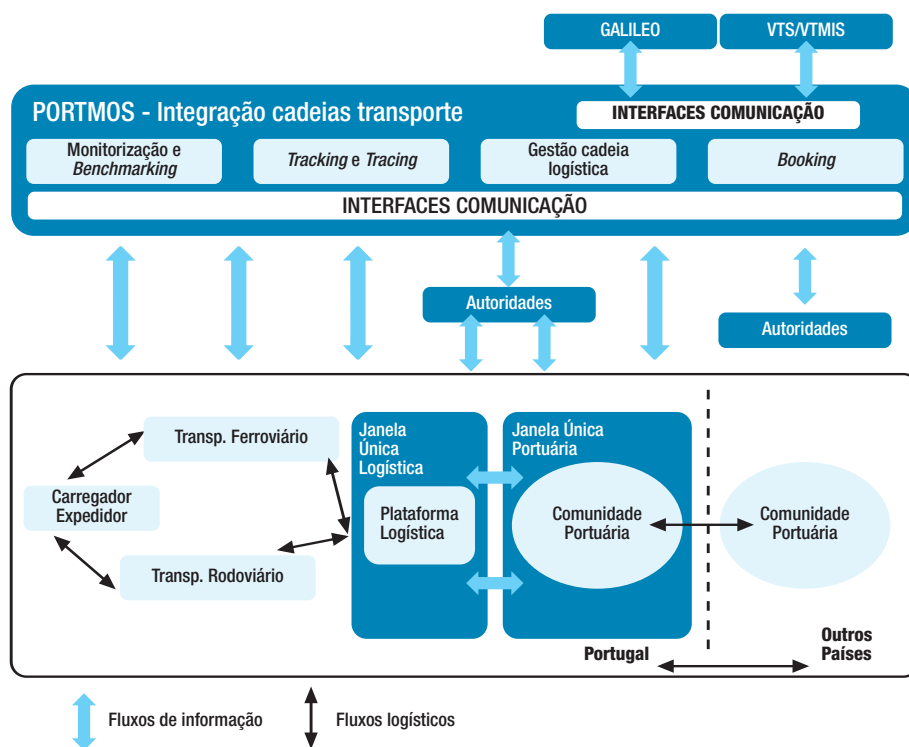 GALILEO
VTS/VTMIS
PORTMOS - Integração cadeias transporte
INTERFACES COMUNICAÇÃO
Monitorização e
Benchmarking
Tracking e Tracing
Gestão cadeia
logística
Booking
INTERFACES COMUNICAÇÃO
Autoridades
Autoridades
Transp. Ferroviário
Carregador
Expedidor
Transp. Rodoviário
Janela
Única
Logística
Plataforma
Logística
Janela Única
Portuária
Comunidade
Portuária
Comunidade
Portuária
Portugal
Outros
Países
Fluxos de informação
Fluxos logísticos